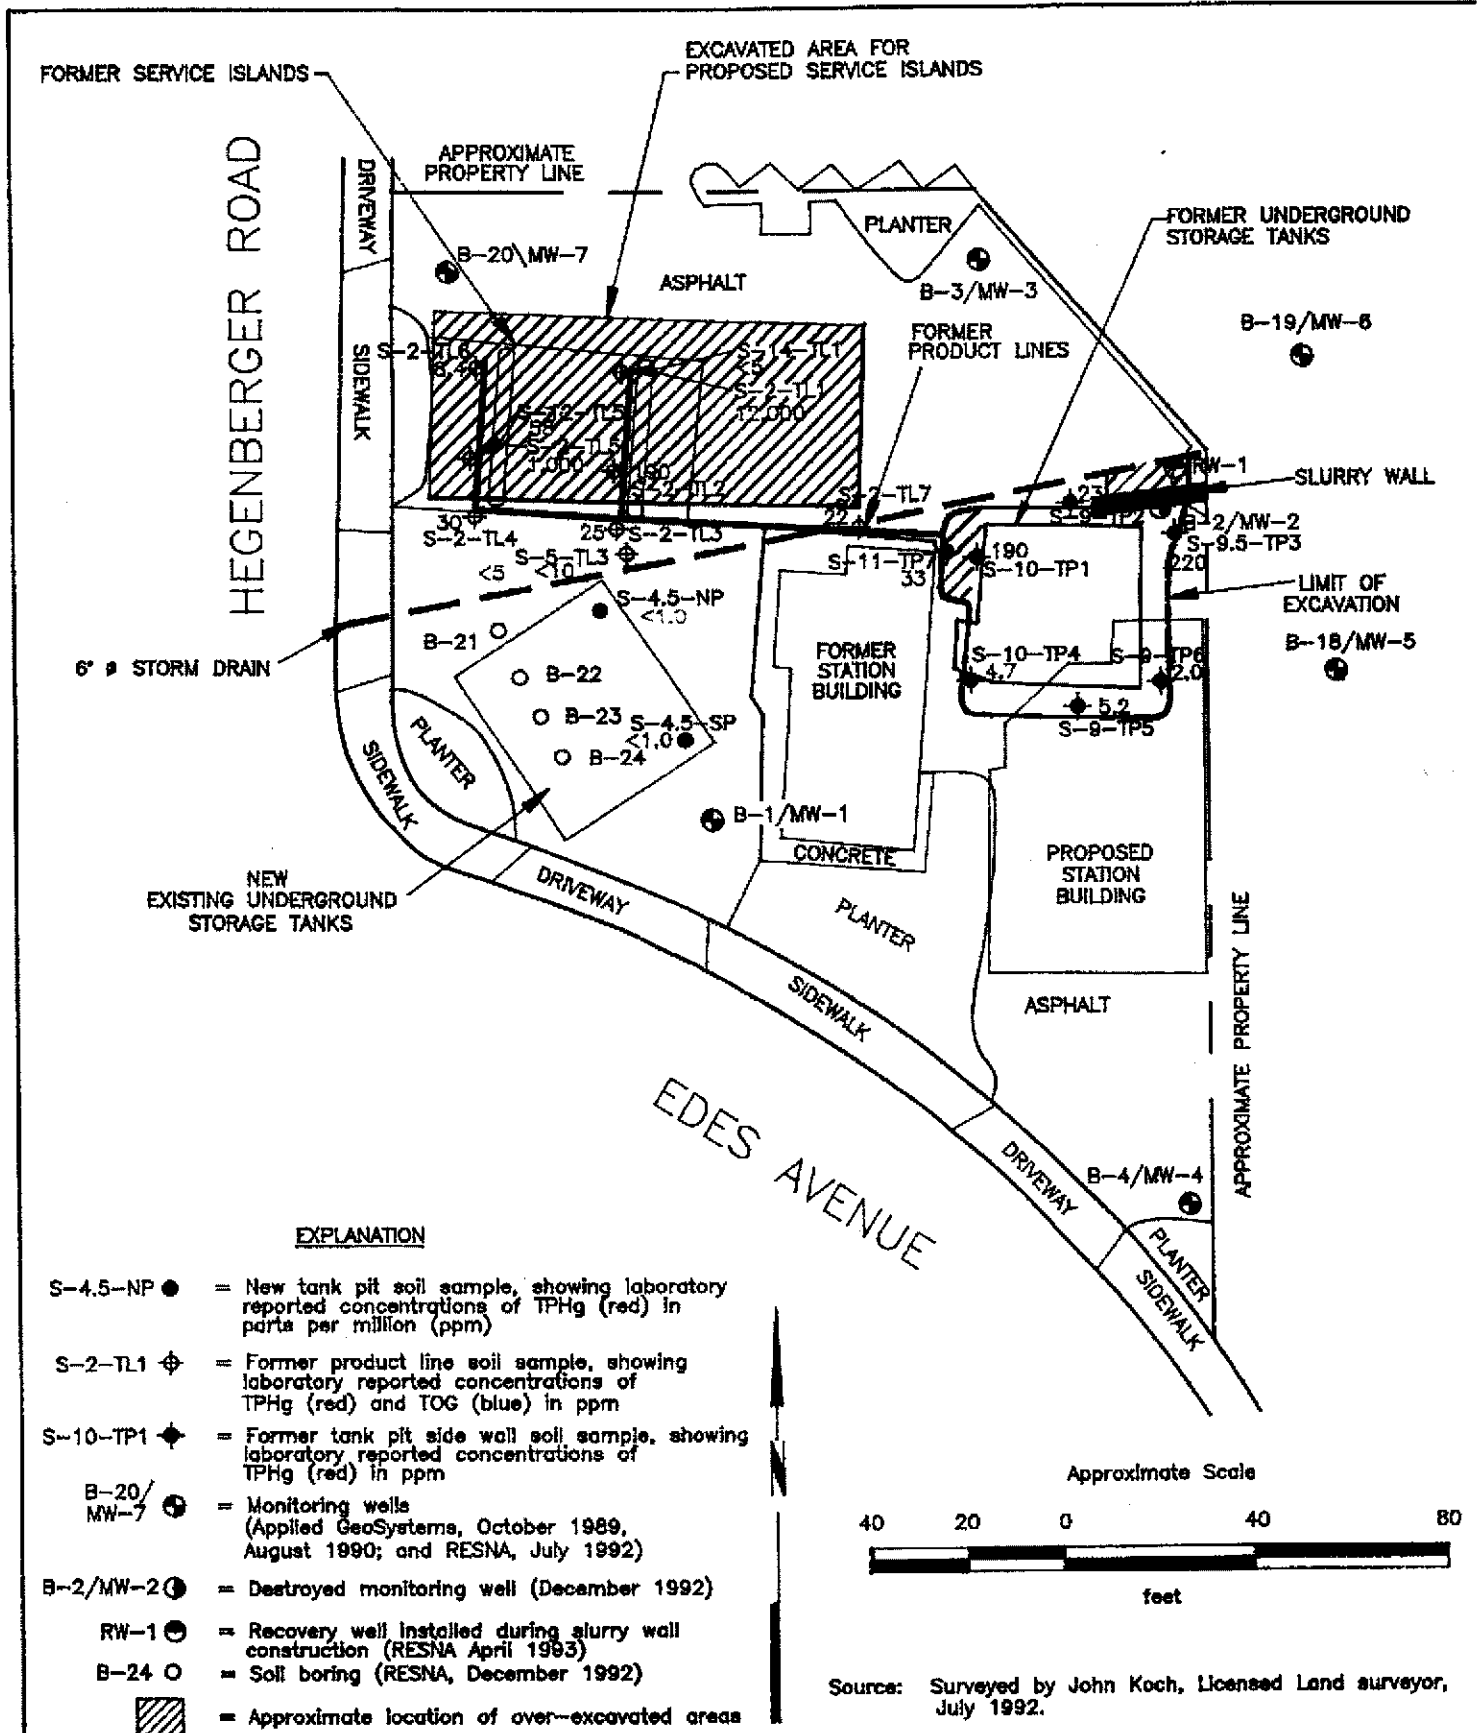 FORMER SERVICE ISLANDS
EXCAVATED AREA FOR
PROPOSED SERVICE ISLANDS
HEGENBERGER ROAD
DRIVEWAY
APPROXIMATE
PROPERTY LINE
PLANTER
FORMER UNDERGROUND
STORAGE TANKS
B-20\MW-7
ASPHALT
B-3/MW-3
B-19/MW-6
FORMER
PRODUCT LINES
SIDEWALK
S-2-TL6
8.4
S-14-TL1
<5
S-2-TL1
12,000
S-12-TL5
58
S-2-TL5
1,000
190
S-2-TL2
S-2-TL7
22
RW-1
SLURRY WALL
23
S-9-TP2
B-2/MW-2
S-9.5-TP3
220
30
S-2-TL4
25
S-2-TL3
S-5-TL3
<5
<10
S-11-TP7
33
190
S-10-TP1
LIMIT OF
EXCAVATION
S-4.5-NP
<1.0
B-21
6" ø STORM DRAIN
B-22
B-23
S-4.5-SP
<1.0
B-24
FORMER
STATION
BUILDING
S-10-TP4
4.7
S-9-TP6
2.0
5.2
S-9-TP5
B-18/MW-5
PLANTER
SIDEWALK
B-1/MW-1
CONCRETE
PROPOSED
STATION
BUILDING
NEW
EXISTING UNDERGROUND
STORAGE TANKS
DRIVEWAY
PLANTER
SIDEWALK
ASPHALT
APPROXIMATE PROPERTY LINE
EDES AVENUE
DRIVEWAY
B-4/MW-4
PLANTER
SIDEWALK
EXPLANATION
S-4.5-NP = New tank pit soil sample, showing laboratory
reported concentrations of TPHg (red) in
parts per million (ppm)
S-2-TL1 = Former product line soil sample, showing
laboratory reported concentrations of
TPHg (red) and TOG (blue) in ppm
S-10-TP1 = Former tank pit side wall soil sample, showing
laboratory reported concentrations of
TPHg (red) in ppm
B-20/
MW-7 = Monitoring wells
(Applied GeoSystems, October 1989,
August 1990; and RESNA, July 1992)
B-2/MW-2 = Destroyed monitoring well (December 1992)
RW-1 = Recovery well installed during slurry wall
construction (RESNA April 1993)
B-24 = Soil boring (RESNA, December 1992)
= Approximate location of over-excavated areas
Approximate Scale
40 20 0 40 80
feet
Source: Surveyed by John Koch, Licensed Land surveyor,
July 1992.